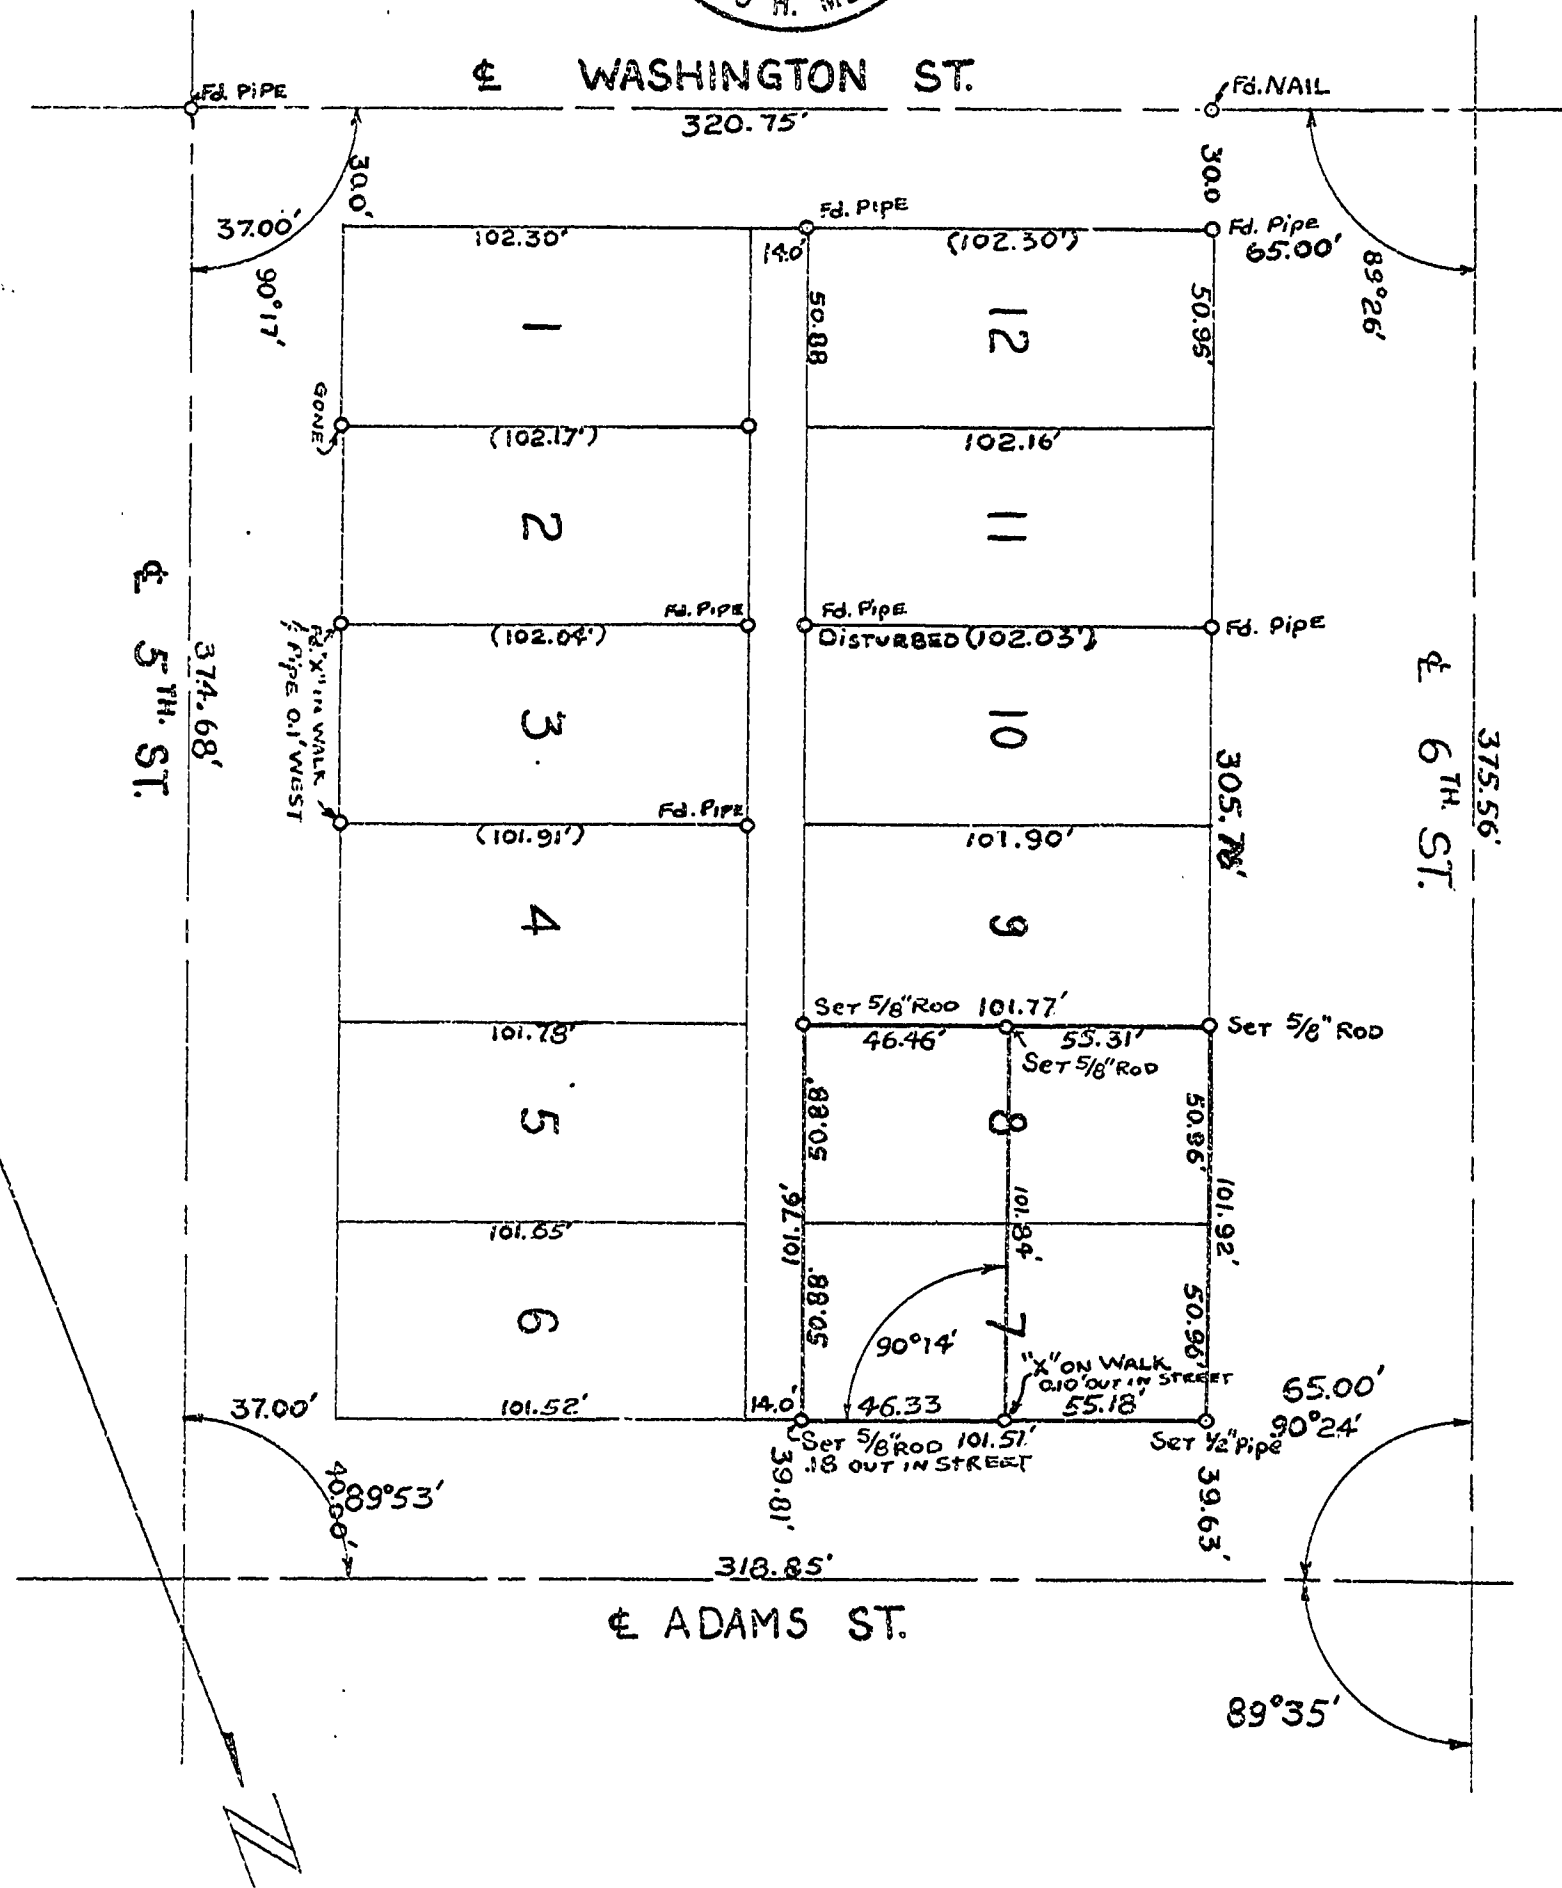 H. M
℄ WASHINGTON ST.
Fd. PIPE
Fd. NAIL
320.75'
30.0'
30.0
37.00'
90°17'
Fd. PIPE
Fd. Pipe
65.00'
89°26'
102.30'
14.0'
(102.30')
50.88
50.95'
1
12
GONE
(102.17')
102.16'
2
11
℄ 5TH. ST.
374.68'
Fd. "X" IN WALK
Pipe 0.1' WEST
Fd. PIPE
Fd. Pipe
DISTURBED (102.03')
Fd. Pipe
(102.04')
℄ 6TH ST.
375.56'
3
10
305.76'
Fd. PIPE
(101.91')
101.90'
4
9
Set 5/8" ROD 101.77'
Set 5/8" ROD
101.78'
46.46'
55.31'
Set 5/8" ROD
5
8
50.88'
50.96'
101.76'
101.84'
101.92'
101.65'
6
7
50.88'
50.96'
90°14'
"X" ON WALK
0.10' OUT IN STREET
37.00'
101.52'
14.0'
46.33
55.18'
65.00'
90°24'
Set 5/8" ROD 101.51'
.18 OUT IN STREET
Set 1/2" Pipe
40.00'
89°53'
39.81'
39.63'
318.85'
℄ ADAMS ST.
89°35'
N